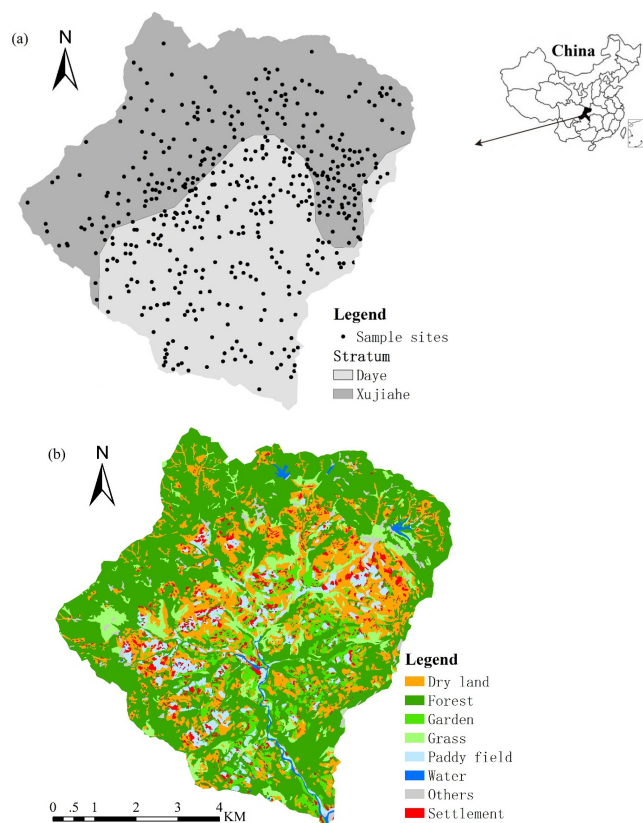 (a)
N
China
Legend
Sample sites
Stratum
Daye
Xujiahe
(b)
N
Legend
Dry land
Forest
Garden
Grass
Paddy field
Water
Others
Settlement
0 .5 1 2 3 4
KM